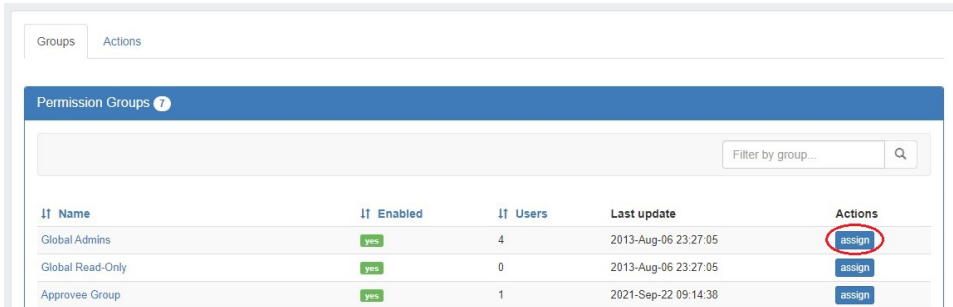 Groups Actions
Permission Groups 7
Filter by group...
Name Enabled Users Last update Actions
Global Admins yes 4 2013-Aug-06 23:27:05 assign
Global Read-Only yes 0 2013-Aug-06 23:27:05 assign
Approvee Group yes 1 2021-Sep-22 09:14:38 assign